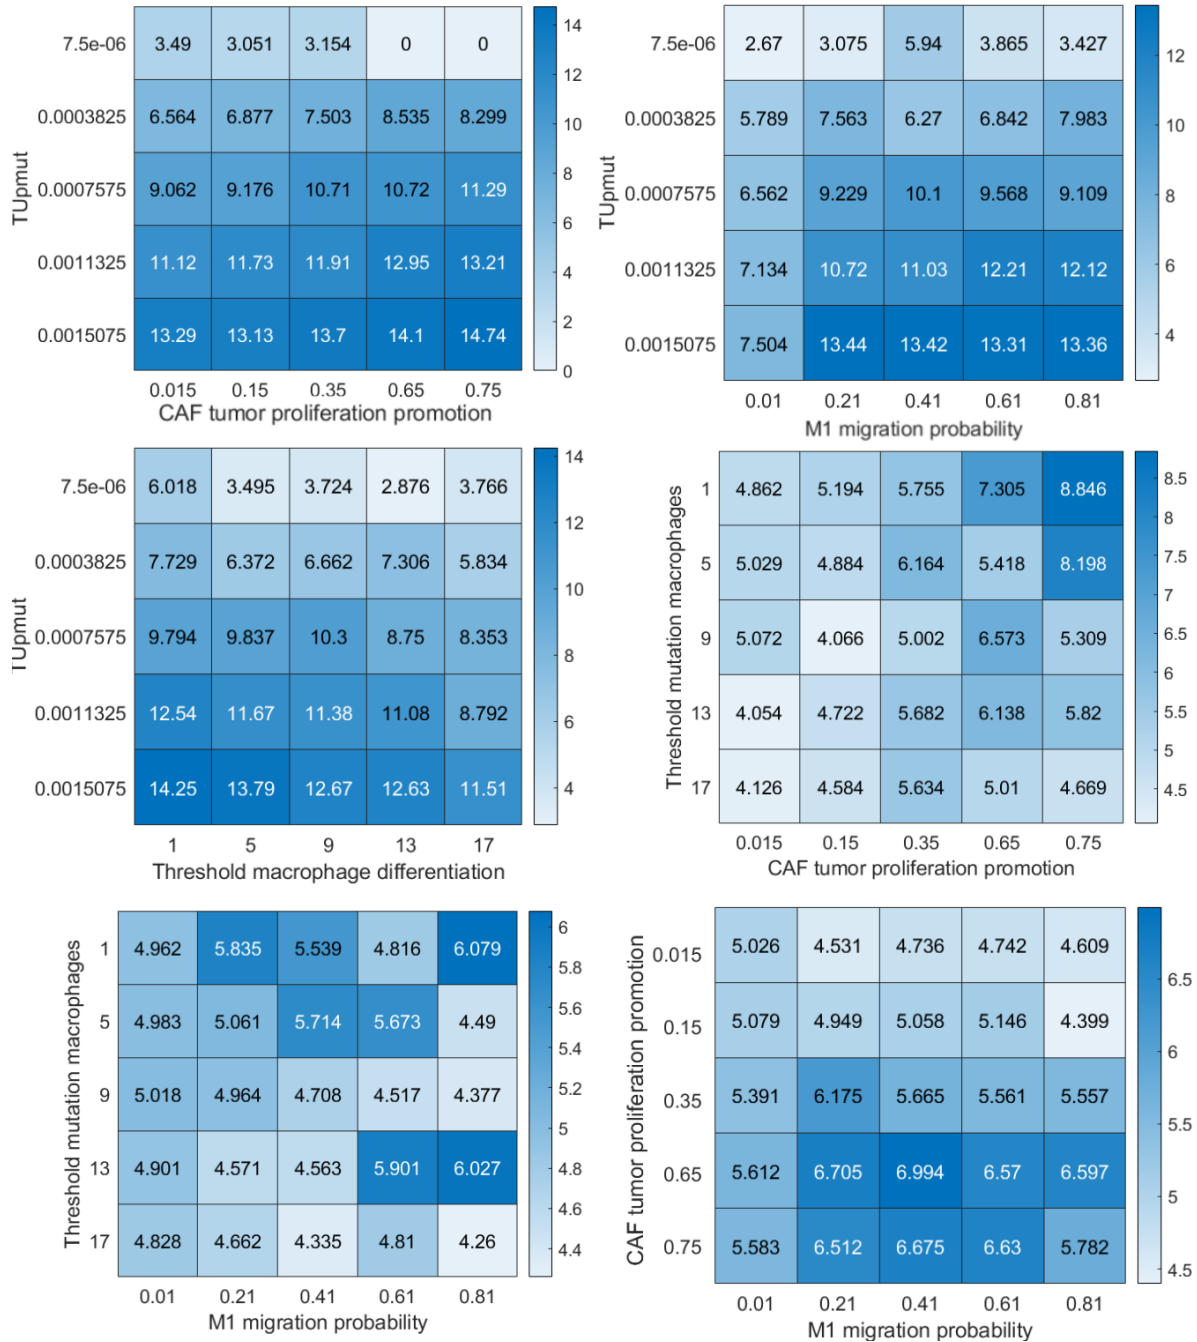 7.5e-06 3.49 3.051 3.154 0 0
0.0003825 6.564 6.877 7.503 8.535 8.299
0.0007575 9.062 9.176 10.71 10.72 11.29
0.0011325 11.12 11.73 11.91 12.95 13.21
0.0015075 13.29 13.13 13.7 14.1 14.74
0.015 0.15 0.35 0.65 0.75
CAF tumor proliferation promotion
TUpmut
14
12
10
8
6
4
2
0
7.5e-06 2.67 3.075 5.94 3.865 3.427
0.0003825 5.789 7.563 6.27 6.842 7.983
0.0007575 6.562 9.229 10.1 9.568 9.109
0.0011325 7.134 10.72 11.03 12.21 12.12
0.0015075 7.504 13.44 13.42 13.31 13.36
0.01 0.21 0.41 0.61 0.81
M1 migration probability
TUpmut
12
10
8
6
4
7.5e-06 6.018 3.495 3.724 2.876 3.766
0.0003825 7.729 6.372 6.662 7.306 5.834
0.0007575 9.794 9.837 10.3 8.75 8.353
0.0011325 12.54 11.67 11.38 11.08 8.792
0.0015075 14.25 13.79 12.67 12.63 11.51
1 5 9 13 17
Threshold macrophage differentiation
TUpmut
14
12
10
8
6
4
1 4.862 5.194 5.755 7.305 8.846
5 5.029 4.884 6.164 5.418 8.198
9 5.072 4.066 5.002 6.573 5.309
13 4.054 4.722 5.682 6.138 5.82
17 4.126 4.584 5.634 5.01 4.669
0.015 0.15 0.35 0.65 0.75
CAF tumor proliferation promotion
Threshold mutation macrophages
8.5
8
7.5
7
6.5
6
5.5
5
4.5
1 4.962 5.835 5.539 4.816 6.079
5 4.983 5.061 5.714 5.673 4.49
9 5.018 4.964 4.708 4.517 4.377
13 4.901 4.571 4.563 5.901 6.027
17 4.828 4.662 4.335 4.81 4.26
0.01 0.21 0.41 0.61 0.81
M1 migration probability
Threshold mutation macrophages
6
5.8
5.6
5.4
5.2
5
4.8
4.6
4.4
0.015 5.026 4.531 4.736 4.742 4.609
0.15 5.079 4.949 5.058 5.146 4.399
0.35 5.391 6.175 5.665 5.561 5.557
0.65 5.612 6.705 6.994 6.57 6.597
0.75 5.583 6.512 6.675 6.63 5.782
0.01 0.21 0.41 0.61 0.81
M1 migration probability
CAF tumor proliferation promotion
6.5
6
5.5
5
4.5